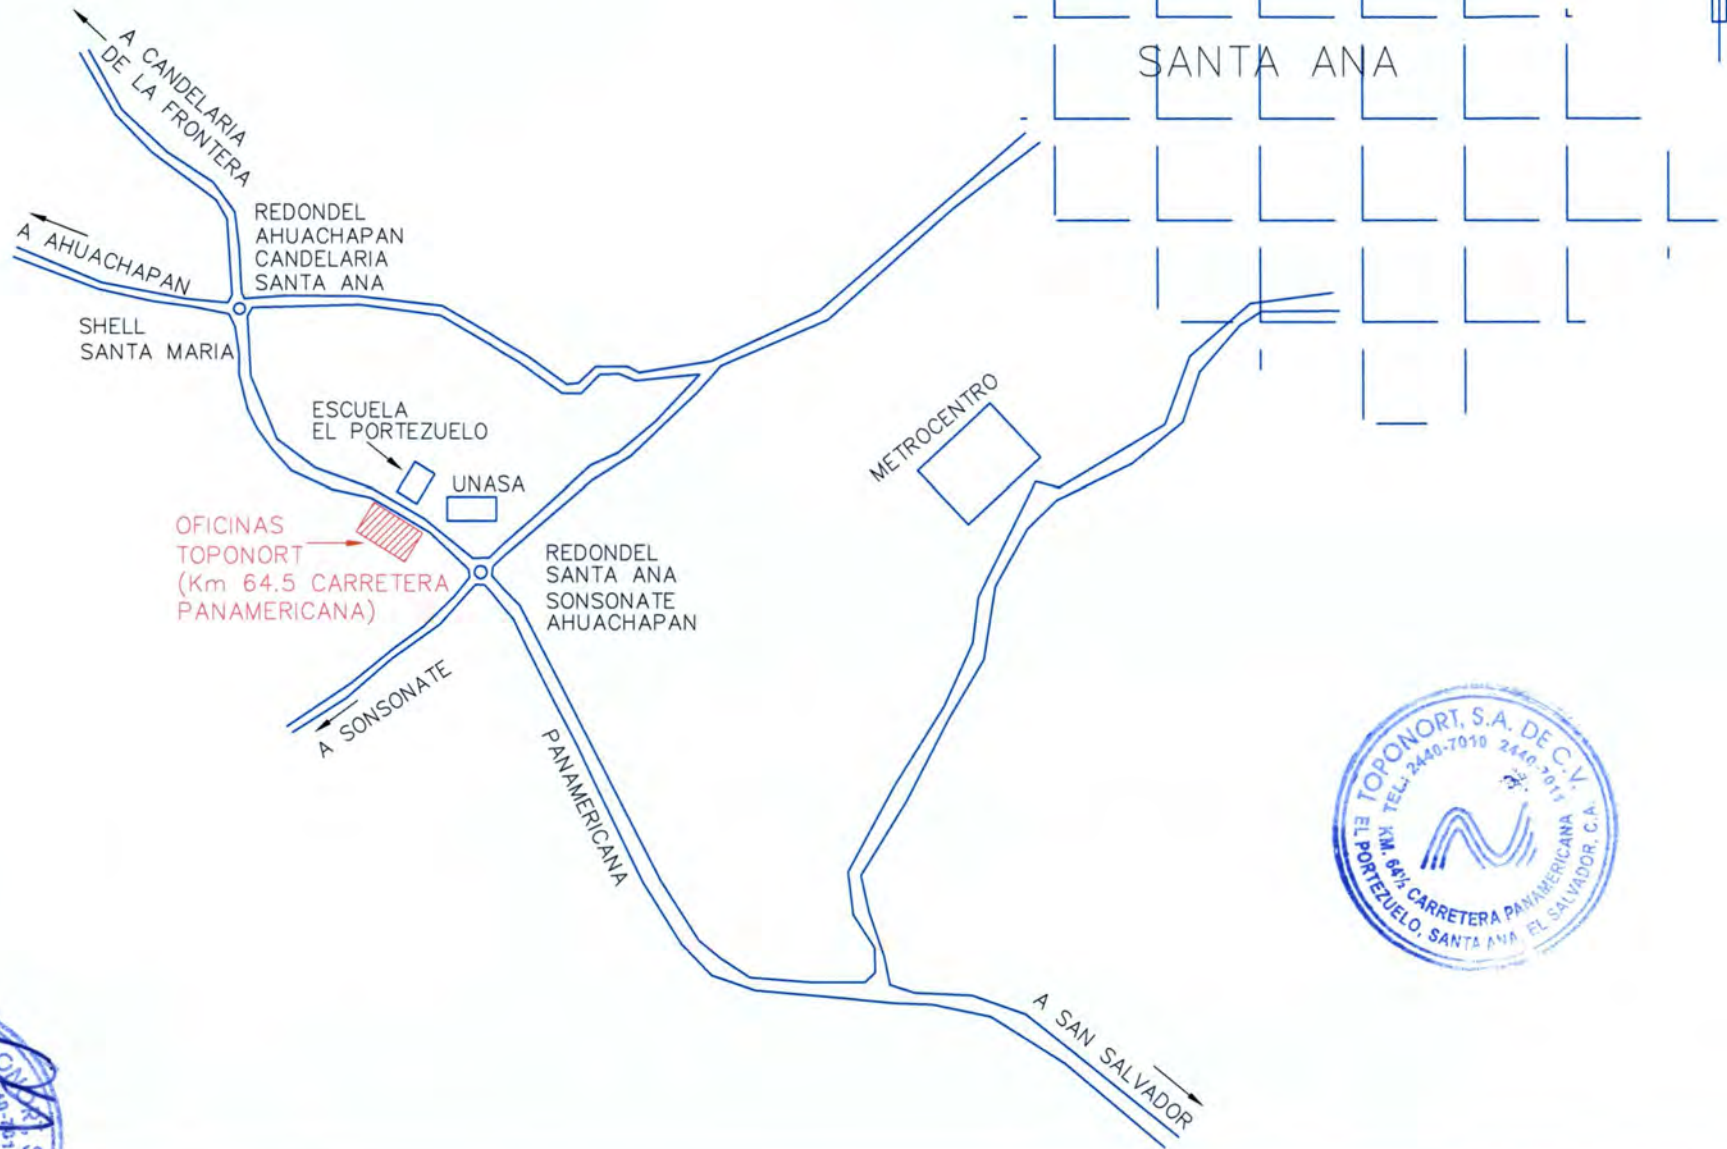 A CANDELARIA
DE LA FRONTERA
SANTA ANA
A AHUACHAPAN
REDONDEL
AHUACHAPAN
CANDELARIA
SANTA ANA
SHELL
SANTA MARIA
ESCUELA
EL PORTEZUELO
UNASA
METROCENTRO
OFICINAS
TOPONORT
(Km 64.5 CARRETERA
PANAMERICANA)
REDONDEL
SANTA ANA
SONSONATE
AHUACHAPAN
A SONSONATE
PANAMERICANA
A SAN SALVADOR
TOPONORT, S.A. DE C.V.
TEL: 2440-7010 2440-7011
KM. 64½ CARRETERA PANAMERICANA
EL PORTEZUELO, SANTA ANA, EL SALVADOR, C.A.